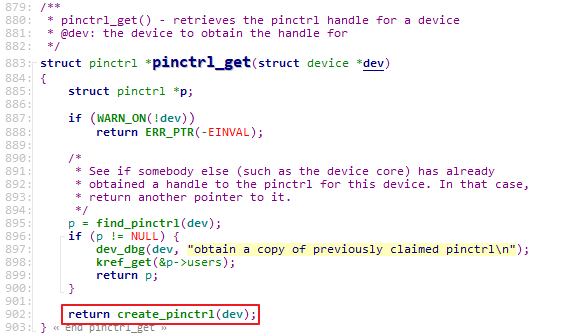 879: /**
880:  * pinctrl_get() - retrieves the pinctrl handle for a device
881:  * @dev: the device to obtain the handle for
882:  */
883: struct pinctrl *pinctrl_get(struct device *dev)
884: {
885:     struct pinctrl *p;
886:
887:     if (WARN_ON(!dev))
888:         return ERR_PTR(-EINVAL);
889:
890:     /*
891:      * See if somebody else (such as the device core) has already
892:      * obtained a handle to the pinctrl for this device. In that case,
893:      * return another pointer to it.
894:      */
895:     p = find_pinctrl(dev);
896:     if (p != NULL) {
897:         dev_dbg(dev, "obtain a copy of previously claimed pinctrl\n");
898:         kref_get(&p->users);
899:         return p;
900:     }
901:
902:     return create_pinctrl(dev);
903: } « end pinctrl_get »